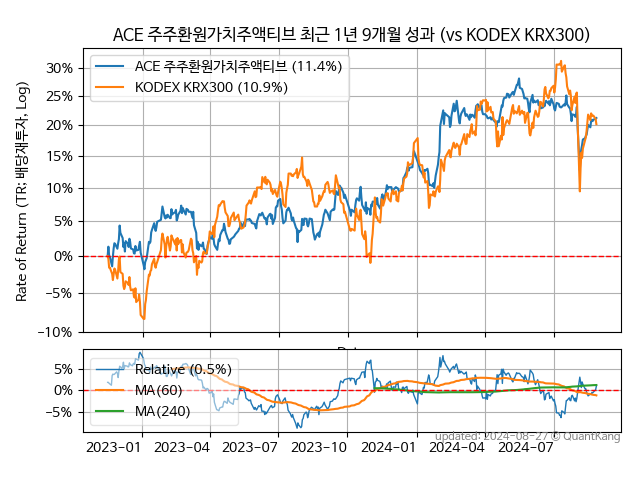 ACE 주주환원가치주액티브 최근 1년 9개월 성과 (vs KODEX KRX300)
ACE 주주환원가치주액티브 (11.4%)
KODEX KRX300 (10.9%)
Rate of Return (TR: 배당재투자, Log)
30%
25%
20%
15%
10%
5%
0%
−5%
−10%
Relative (0.5%)
MA(60)
MA(240)
5%
0%
−5%
2023-01
2023-04
2023-07
2023-10
2024-01
2024-04
2024-07
updated: 2024-08-27 © QuantKang